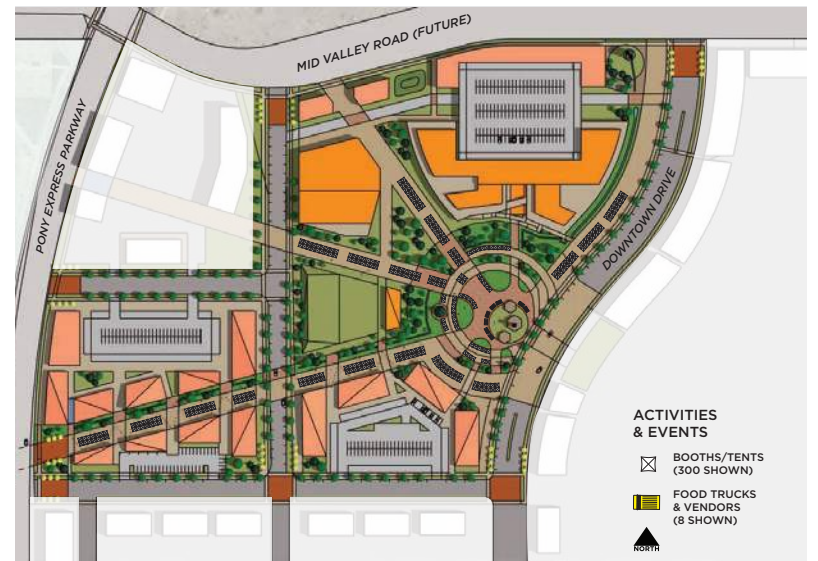 MID VALLEY ROAD (FUTURE)
PONY EXPRESS PARKWAY
DOWNTOWN DRIVE
ACTIVITIES
& EVENTS
BOOTHS/TENTS
(300 SHOWN)
FOOD TRUCKS
& VENDORS
(8 SHOWN)
NORTH